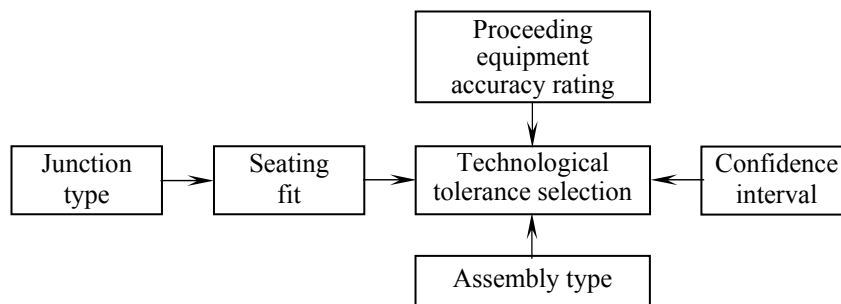 Proceeding
equipment
accuracy rating
Junction
type
Seating
fit
Technological
tolerance selection
Confidence
interval
Assembly type